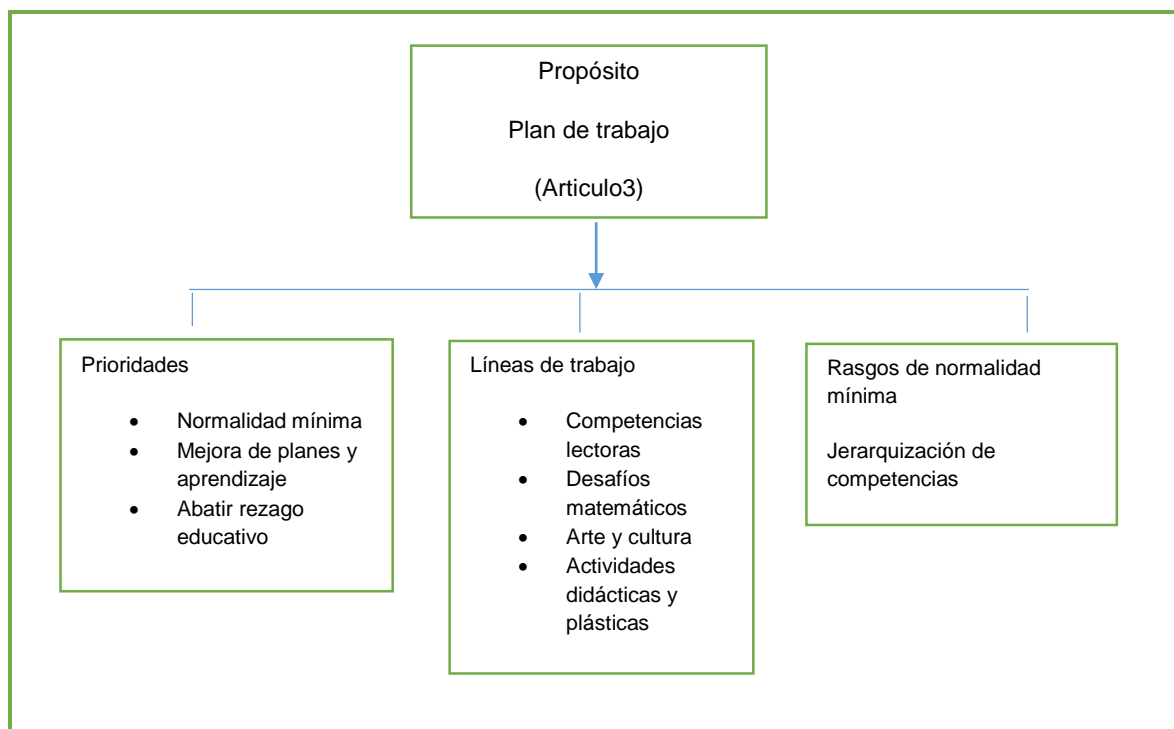 Propósito
Plan de trabajo
(Articulo3)
Prioridades
• Normalidad mínima
• Mejora de planes y
aprendizaje
• Abatir rezago
educativo
Líneas de trabajo
• Competencias
lectoras
• Desafíos
matemáticos
• Arte y cultura
• Actividades
didácticas y
plásticas
Rasgos de normalidad
mínima
Jerarquización de
competencias